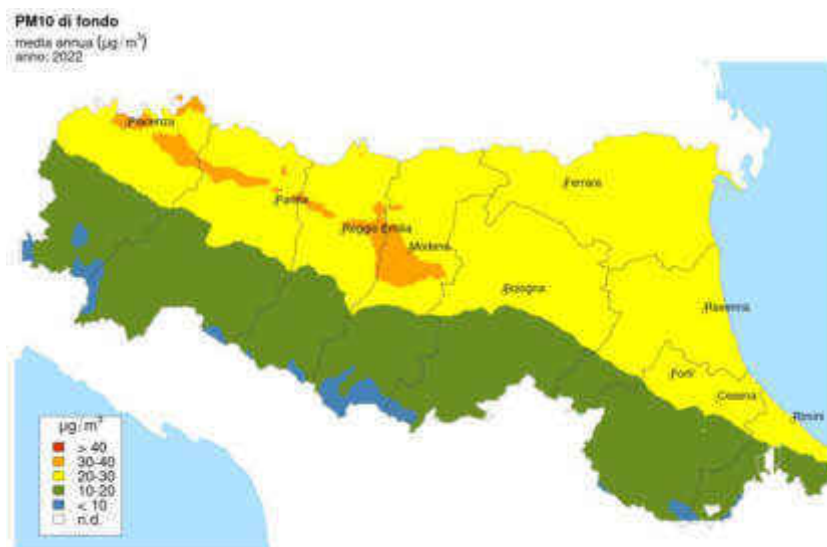 PM10 di fondo
media annua (µg/m³)
anno: 2022
Piacenza
Ferrara
Parma
Reggio Emilia
Modena
Bologna
Ravenna
Forlì
Cesena
Rimini
µg/m³
> 40
30-40
20-30
10-20
< 10
n.d.